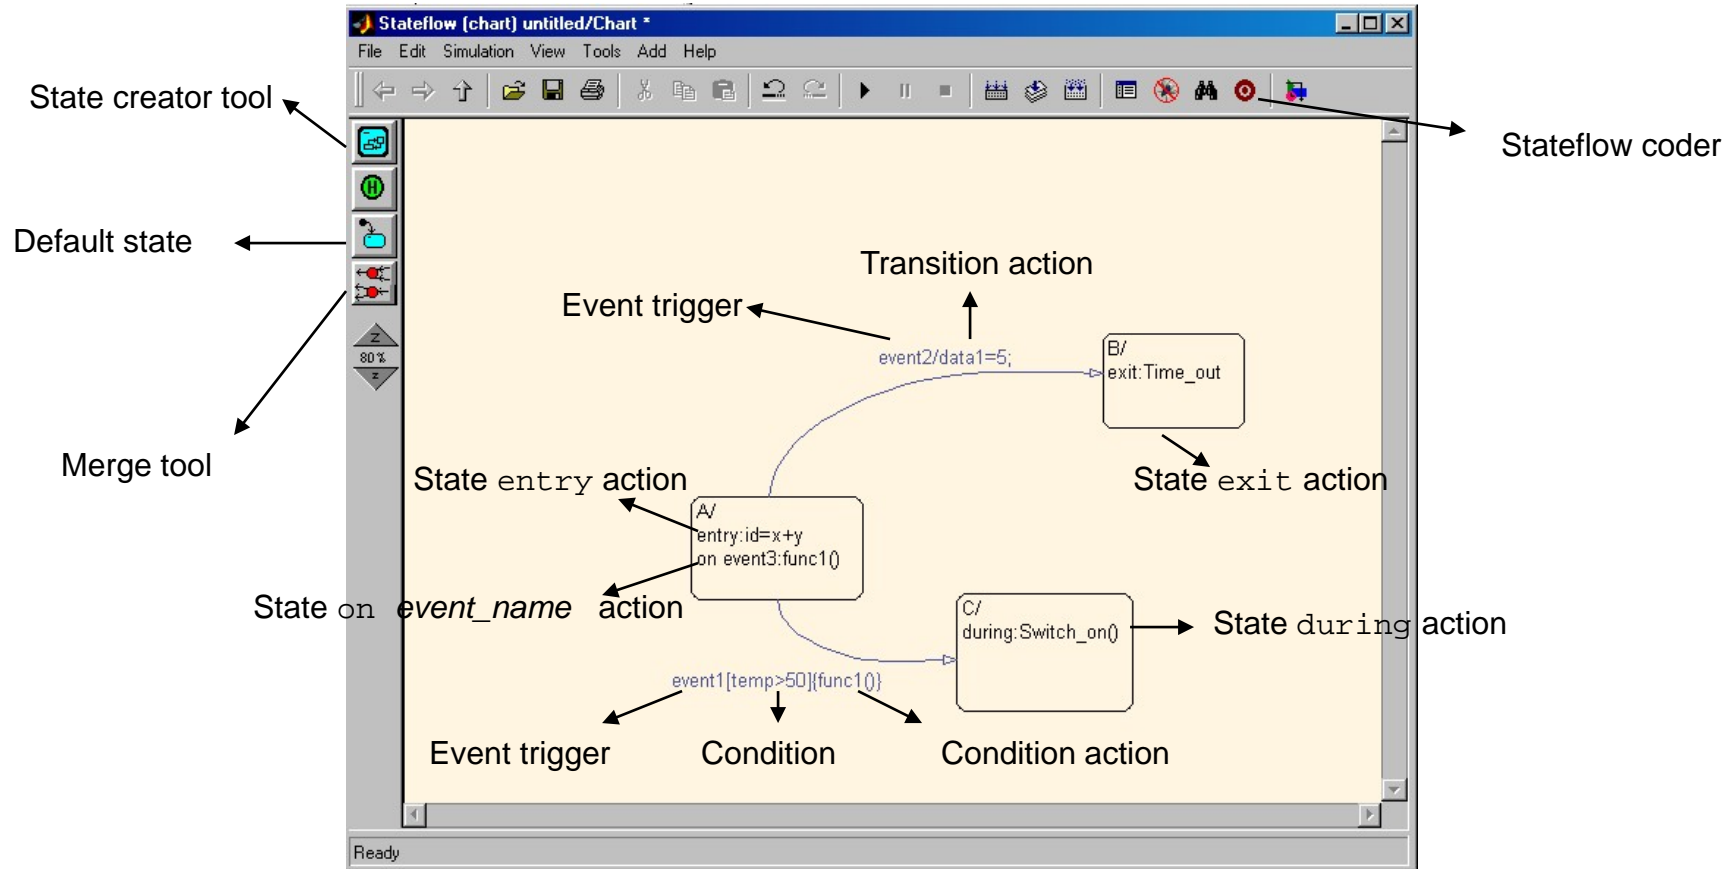 Stateflow (chart) untitled/Chart *
File Edit Simulation View Tools Add Help
State creator tool
Stateflow coder
H
Default state
Transition action
Event trigger
Z
80%
z
event2/data1=5;
B/
exit:Time_out
Merge tool
State entry action
State exit action
A/
entry:id=x+y
on event3:func1()
State on event_name action
C/
during:Switch_on()
State during action
event1[temp>50]{func1()}
Event trigger
Condition
Condition action
Ready